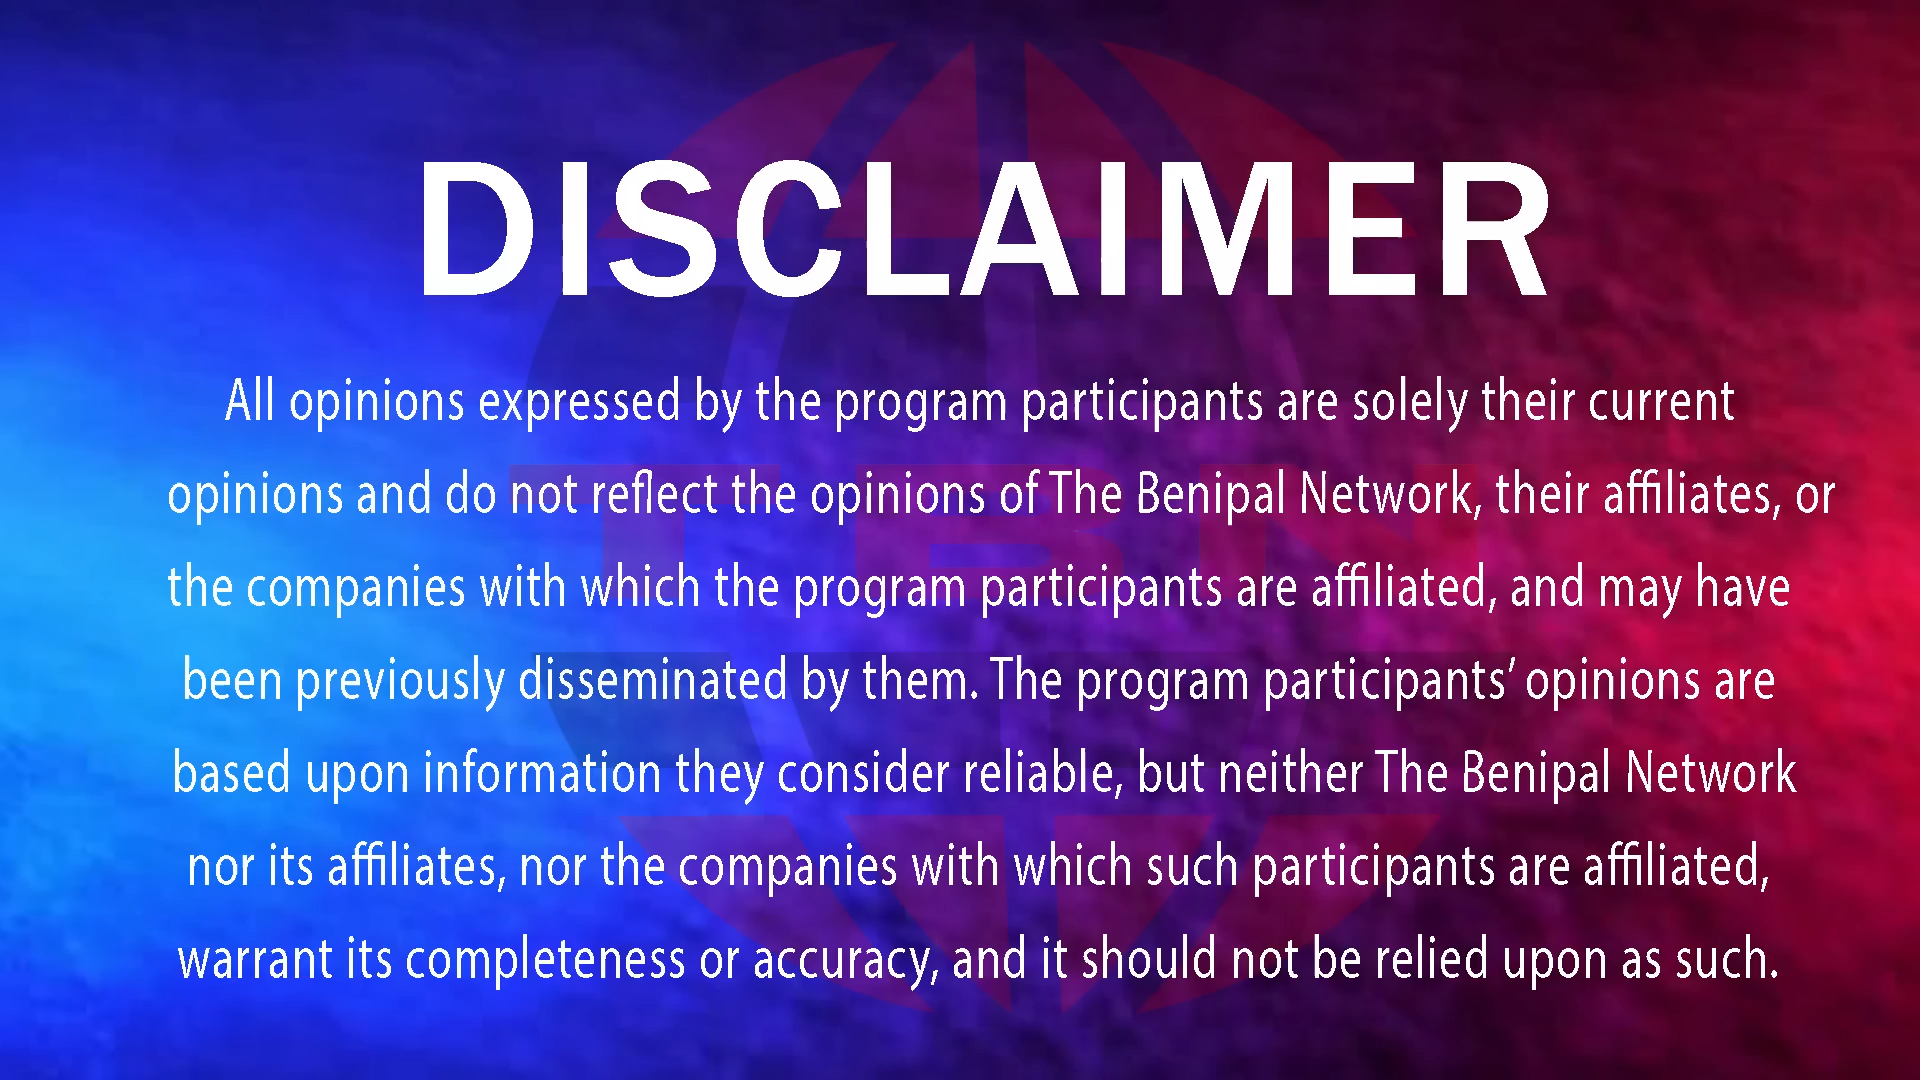 DISCLAIMER
All opinions expressed by the program participants are solely their current
opinions and do not reflect the opinions of The Benipal Network, their affiliates, or
the companies with which the program participants are affiliated, and may have
been previously disseminated by them. The program participants’ opinions are
based upon information they consider reliable, but neither The Benipal Network
nor its affiliates, nor the companies with which such participants are affiliated,
warrant its completeness or accuracy, and it should not be relied upon as such.
TBN